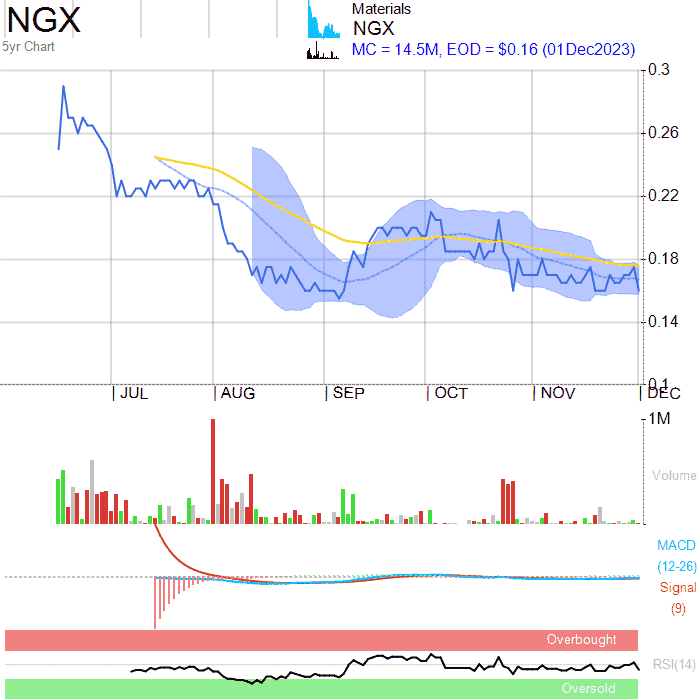 NGX
5yr Chart
Materials
NGX
MC = 14.5M, EOD = $0.16 (01Dec2023)
0.3
0.26
0.22
0.18
0.14
0.1
JUL AUG SEP OCT NOV DEC
1M
Volume
MACD
(12-26)
Signal
(9)
Overbought
RSI(14)
Oversold